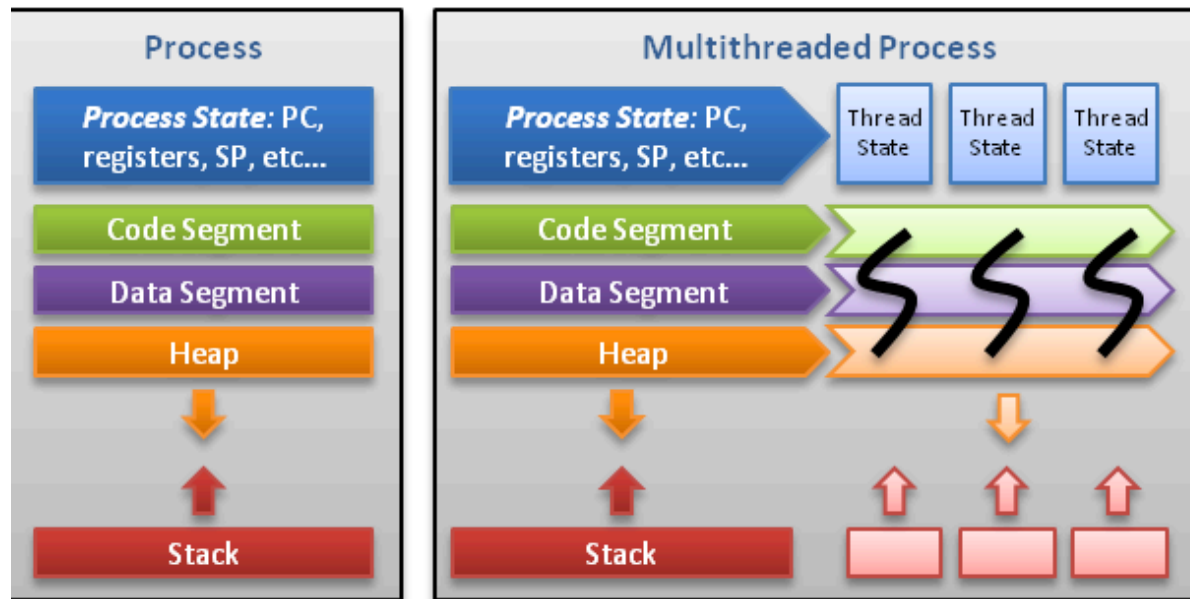 Process
Process State: PC,
registers, SP, etc...
Code Segment
Data Segment
Heap
Stack
Multithreaded Process
Process State: PC,
registers, SP, etc...
Thread
State
Thread
State
Thread
State
Code Segment
Data Segment
Heap
Stack